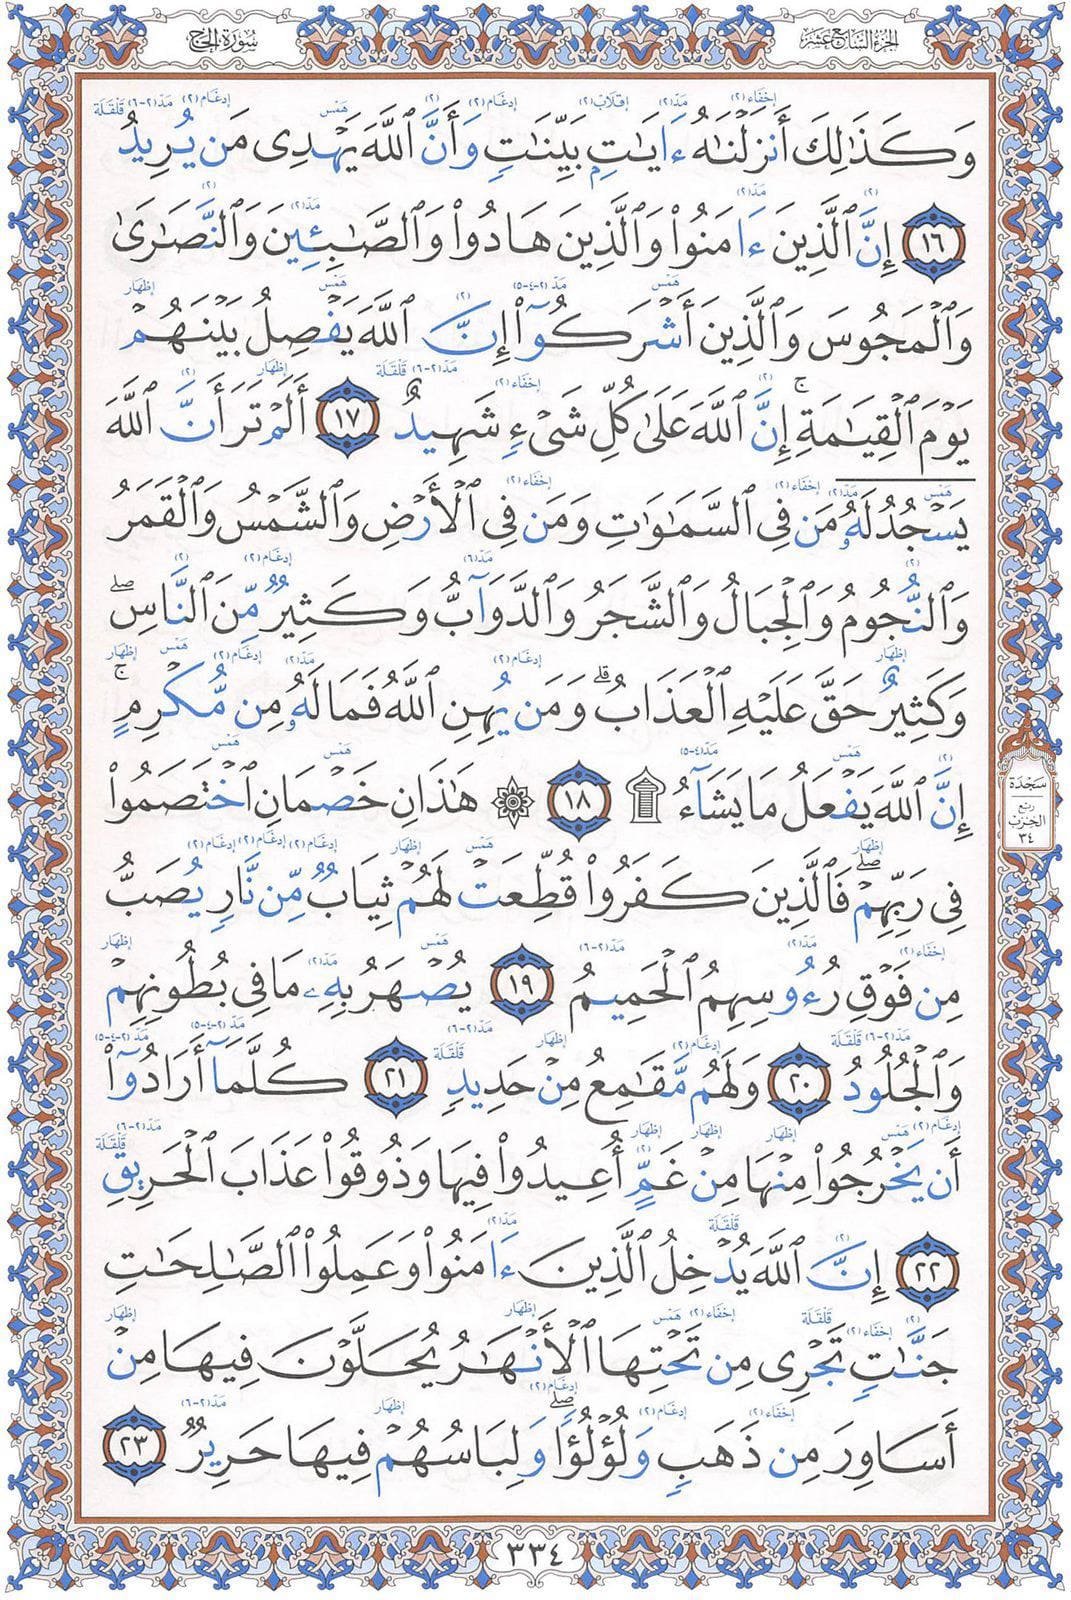 الجزء السابع عشر
سورة الحج
وَكَذَٰلِكَ أَنزَلْنَٰهُ ءَايَٰتٍۭ بَيِّنَٰتٍ وَأَنَّ ٱللَّهَ يَهْدِى مَن يُرِيدُ
١٦ إِنَّ ٱلَّذِينَ ءَامَنُوا۟ وَٱلَّذِينَ هَادُوا۟ وَٱلصَّٰبِـِٔينَ وَٱلنَّصَٰرَىٰ
وَٱلْمَجُوسَ وَٱلَّذِينَ أَشْرَكُوٓا۟ إِنَّ ٱللَّهَ يَفْصِلُ بَيْنَهُمْ
يَوْمَ ٱلْقِيَٰمَةِ ۚ إِنَّ ٱللَّهَ عَلَىٰ كُلِّ شَىْءٍ شَهِيدٌ ١٧ أَلَمْ تَرَ أَنَّ ٱللَّهَ
يَسْجُدُ لَهُۥ مَن فِى ٱلسَّمَٰوَٰتِ وَمَن فِى ٱلْأَرْضِ وَٱلشَّمْسُ وَٱلْقَمَرُ
وَٱلنُّجُومُ وَٱلْجِبَالُ وَٱلشَّجَرُ وَٱلدَّوَآبُّ وَكَثِيرٌ مِّنَ ٱلنَّاسِ ۖ
وَكَثِيرٌ حَقَّ عَلَيْهِ ٱلْعَذَابُ ۗ وَمَن يُهِنِ ٱللَّهُ فَمَا لَهُۥ مِن مُّكْرِمٍ ۚ
إِنَّ ٱللَّهَ يَفْعَلُ مَا يَشَآءُ ۩ ١٨ ۞ هَٰذَانِ خَصْمَانِ ٱخْتَصَمُوا۟
فِى رَبِّهِمْ ۖ فَٱلَّذِينَ كَفَرُوا۟ قُطِّعَتْ لَهُمْ ثِيَابٌ مِّن نَّارٍ يُصَبُّ
مِن فَوْقِ رُءُوسِهِمُ ٱلْحَمِيمُ ١٩ يُصْهَرُ بِهِۦ مَا فِى بُطُونِهِمْ
وَٱلْجُلُودُ ٢٠ وَلَهُم مَّقَٰمِعُ مِنْ حَدِيدٍ ٢١ كُلَّمَآ أَرَادُوٓا۟
أَن يَخْرُجُوا۟ مِنْهَا مِنْ غَمٍّ أُعِيدُوا۟ فِيهَا وَذُوقُوا۟ عَذَابَ ٱلْحَرِيقِ
٢٢ إِنَّ ٱللَّهَ يُدْخِلُ ٱلَّذِينَ ءَامَنُوا۟ وَعَمِلُوا۟ ٱلصَّٰلِحَٰتِ
جَنَّٰتٍ تَجْرِى مِن تَحْتِهَا ٱلْأَنْهَٰرُ يُحَلَّوْنَ فِيهَا مِنْ
أَسَاوِرَ مِن ذَهَبٍ وَلُؤْلُؤًا ۖ وَلِبَاسُهُمْ فِيهَا حَرِيرٌ ٢٣
سجدة
ربع
الحزب
٣٤
٣٣٤